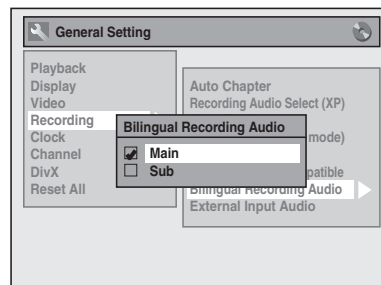 General Setting
Playback
Display
Video
Recording
Clock
Channel
DivX
Reset All
Auto Chapter
Recording Audio Select (XP)
mode)
Bilingual Recording Audio
External Input Audio
Bilingual Recording Audio
Main
Sub